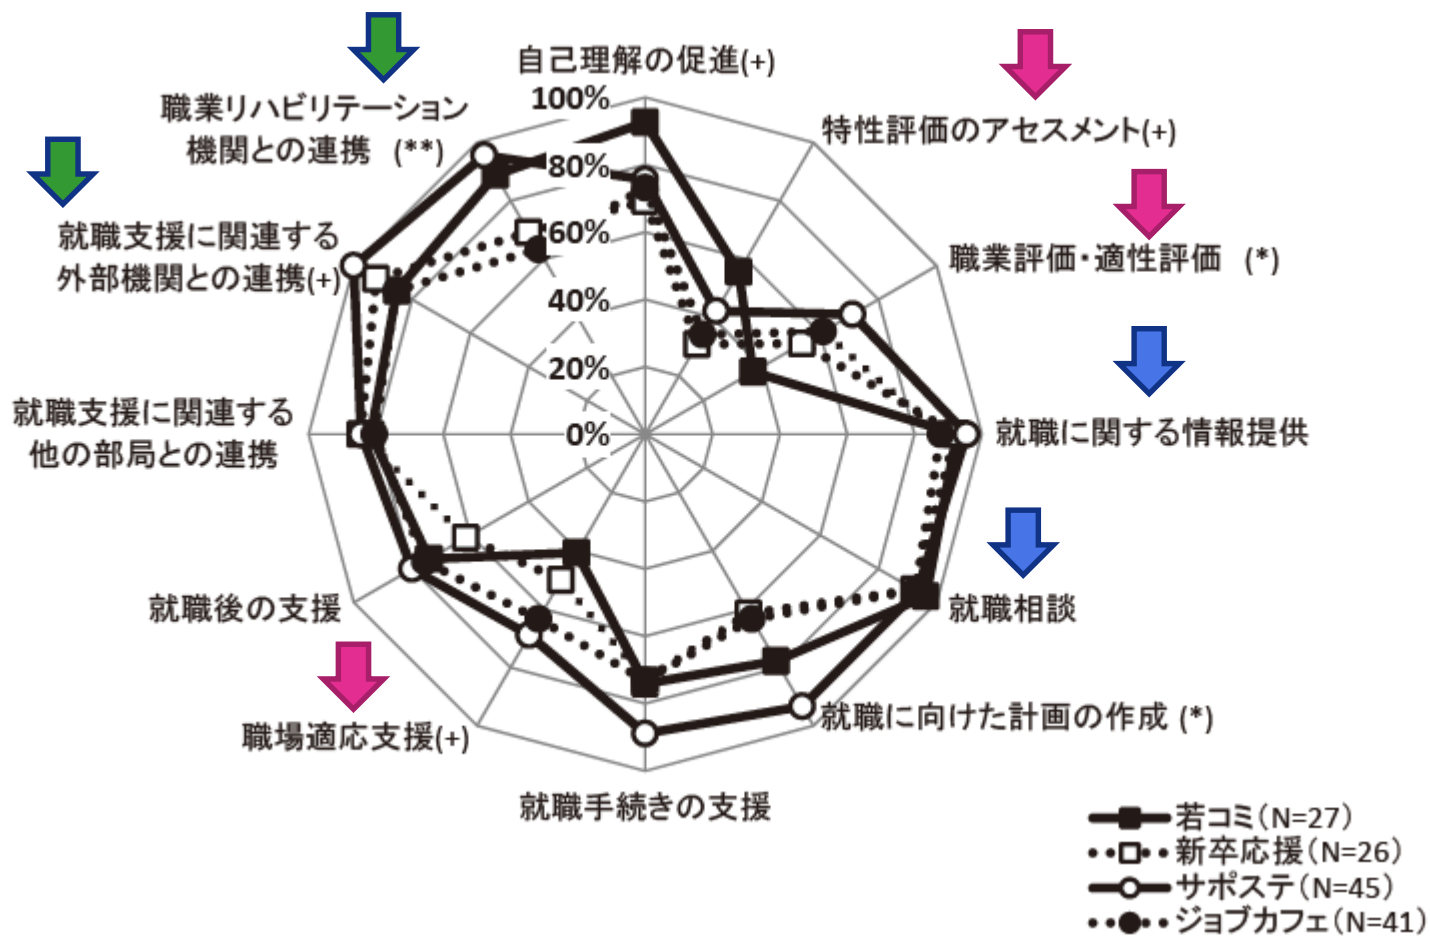 自己理解の促進(+)
特性評価のアセスメント(+)
職業評価・適性評価 (*)
就職に関する情報提供
就職相談
就職に向けた計画の作成 (*)
就職手続きの支援
職場適応支援(+)
就職後の支援
就職支援に関連する
他の部局との連携
就職支援に関連する
外部機関との連携(+)
職業リハビリテーション
機関との連携 (**)
100%
80%
60%
40%
20%
0%
若コミ(N=27)
新卒応援(N=26)
サポステ(N=45)
ジョブカフェ(N=41)